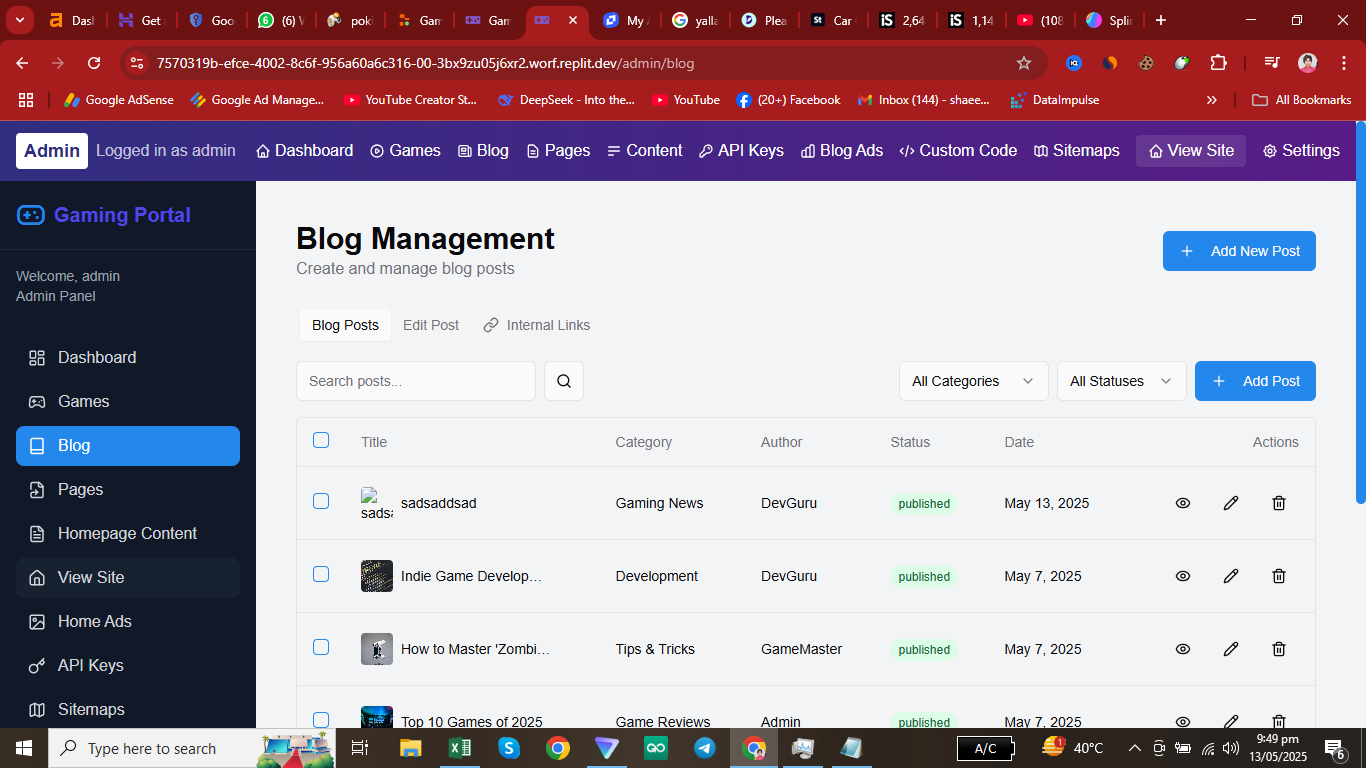 Dash
Get
Goo
(6) W
poki
Gam
Gam
My
yalla
Plea
Car
2,64
1,14
(108
Splin
7570319b-efce-4002-8c6f-956a60a6c316-00-3bx9zu05j6xr2.worf.replit.dev/admin/blog
Google AdSense
Google Ad Manage...
YouTube Creator St...
DeepSeek - Into the...
YouTube
(20+) Facebook
Inbox (144) - shaee...
DataImpulse
All Bookmarks
Admin
Logged in as admin
Dashboard
Games
Blog
Pages
Content
API Keys
Blog Ads
Custom Code
Sitemaps
View Site
Settings
Gaming Portal
Welcome, admin
Admin Panel
Dashboard
Games
Blog
Pages
Homepage Content
View Site
Home Ads
API Keys
Sitemaps
Blog Management
Create and manage blog posts
Add New Post
Blog Posts
Edit Post
Internal Links
Search posts...
All Categories
All Statuses
Add Post
Title Category Author Status Date Actions
sadsa sadsaddsad Gaming News DevGuru published May 13, 2025
Indie Game Develop... Development DevGuru published May 7, 2025
How to Master 'Zombi... Tips & Tricks GameMaster published May 7, 2025
Top 10 Games of 2025 Game Reviews Admin published May 7, 2025
Type here to search
A/C
1
40°C
9:49 pm
13/05/2025
6